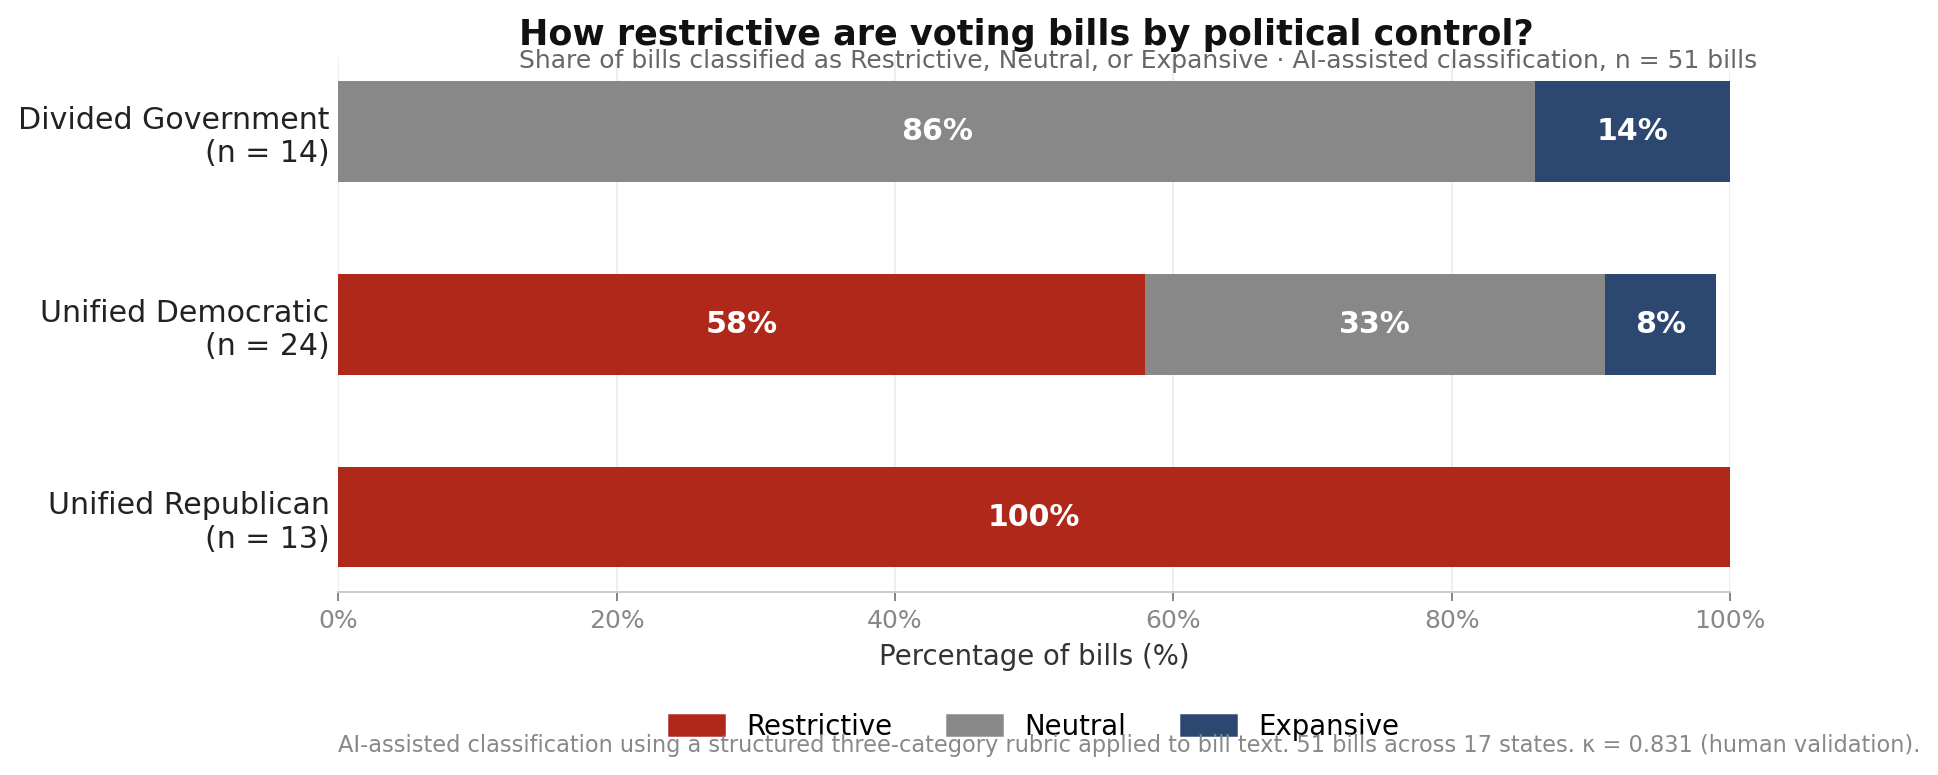 How restrictive are voting bills by political control?
Share of bills classified as Restrictive, Neutral, or Expansive · AI-assisted classification, n = 51 bills
Divided Government
(n = 14)
86%
14%
Unified Democratic
(n = 24)
58%
33%
8%
Unified Republican
(n = 13)
100%
0%
20%
40%
60%
80%
100%
Percentage of bills (%)
Restrictive
Neutral
Expansive
AI-assisted classification using a structured three-category rubric applied to bill text. 51 bills across 17 states. κ = 0.831 (human validation).